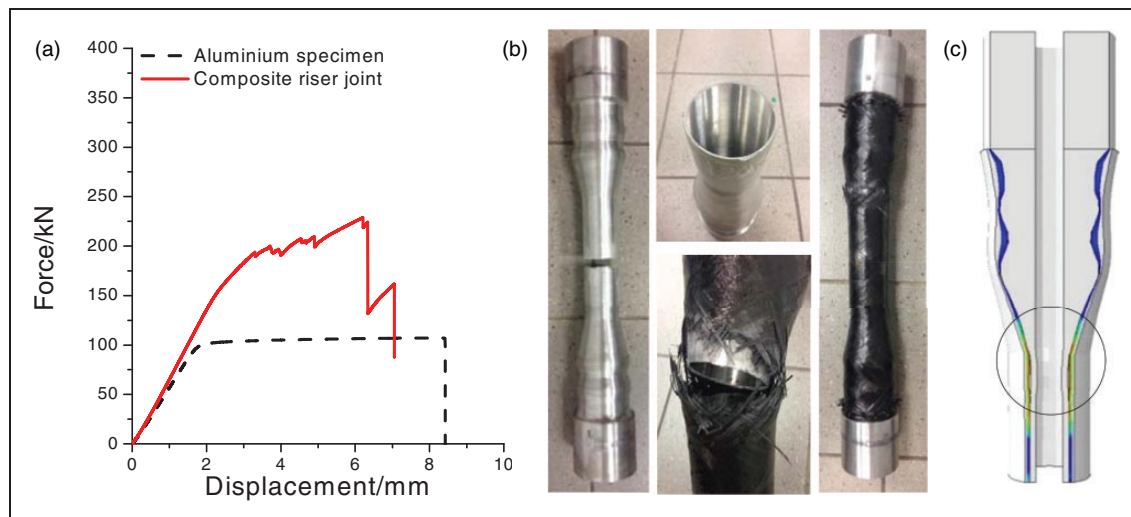 (a)
400
350
300
250
200
150
100
50
0
Force/kN
Aluminium specimen
Composite riser joint
0 2 4 6 8 10
Displacement/mm
(b)
(c)